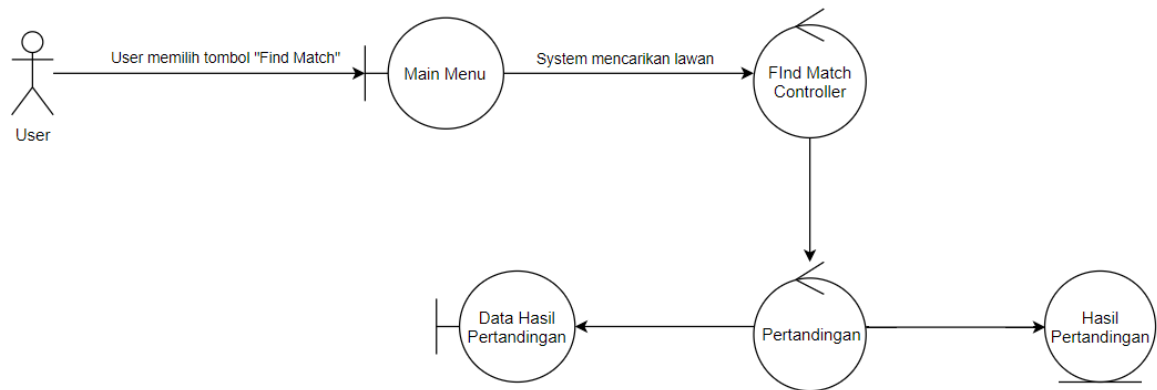 User memilih tombol "Find Match"
System mencarikan lawan
Main Menu
FInd Match
Controller
User
Data Hasil
Pertandingan
Pertandingan
Hasil
Pertandingan